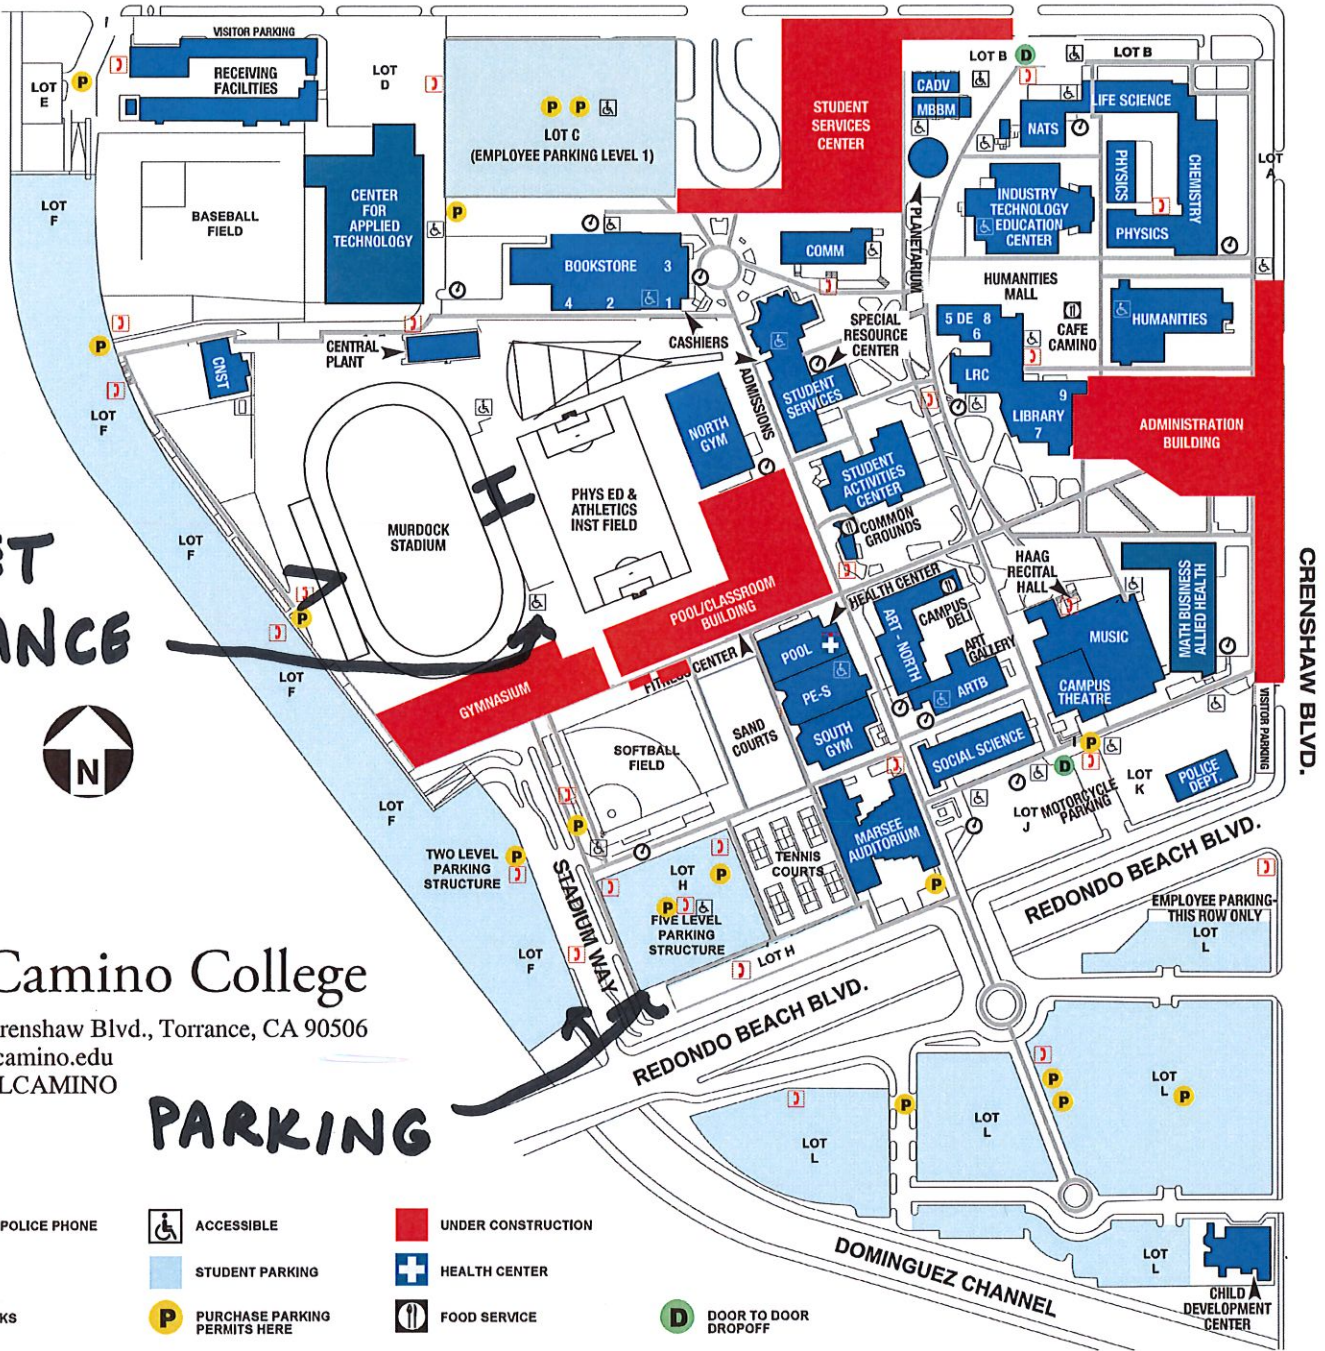 VISITOR PARKING
RECEIVING
FACILITIES
LOT
E
P
LOT
D
P P
LOT C
(EMPLOYEE PARKING LEVEL 1)
STUDENT
SERVICES
CENTER
LOT B
D
LOT B
CADV
MBBM
NATS
LIFE SCIENCE
PHYSICS
CHEMISTRY
PHYSICS
LOT
A
LOT
F
BASEBALL
FIELD
CENTER
FOR
APPLIED
TECHNOLOGY
P
PLANETARIUM
INDUSTRY
TECHNOLOGY
EDUCATION
CENTER
BOOKSTORE 3
4 2 1
COMM
HUMANITIES
MALL
CAFE
CAMINO
HUMANITIES
P
LOT
F
CNST
CENTRAL
PLANT
CASHIERS
ADMISSIONS
SPECIAL
RESOURCE
CENTER
STUDENT
SERVICES
5 DE 8
6
LRC
9
LIBRARY
7
ADMINISTRATION
BUILDING
NORTH
GYM
STUDENT
ACTIVITIES
CENTER
COMMON
GROUNDS
MURDOCK
STADIUM
PHYS ED &
ATHLETICS
INST FIELD
H
V
LOT
F
P
ET
ANCE
LOT
F
N
POOL/CLASSROOM
BUILDING
GYMNASIUM
FITNESS CENTER
HEALTH CENTER
POOL
PE-S
SOUTH
GYM
ART - NORTH
CAMPUS
DELI
ART
GALLERY
ARTB
HAAG
RECITAL
HALL
MUSIC
CAMPUS
THEATRE
MATH BUSINESS
ALLIED HEALTH
CRENSHAW BLVD.
VISITOR PARKING
SOFTBALL
FIELD
SAND
COURTS
SOCIAL SCIENCE
P
D
LOT
J
MOTORCYCLE
PARKING
LOT
K
POLICE
DEPT.
LOT
F
P
TWO LEVEL
PARKING
STRUCTURE
P
STADIUM WAY
LOT
H
P
P
FIVE LEVEL
PARKING
STRUCTURE
TENNIS
COURTS
MARSEE
AUDITORIUM
P
LOT H
REDONDO BEACH BLVD.
REDONDO BEACH BLVD.
EMPLOYEE PARKING-
THIS ROW ONLY
LOT
L
LOT
F
Camino College
renshaw Blvd., Torrance, CA 90506
camino.edu
LCAMINO
PARKING
LOT
L
P
LOT
L
P
P
LOT
L
P
LOT
L
CHILD
DEVELOPMENT
CENTER
DOMINGUEZ CHANNEL
POLICE PHONE
ACCESSIBLE
UNDER CONSTRUCTION
STUDENT PARKING
HEALTH CENTER
KS
P
PURCHASE PARKING
PERMITS HERE
FOOD SERVICE
D
DOOR TO DOOR
DROPOFF